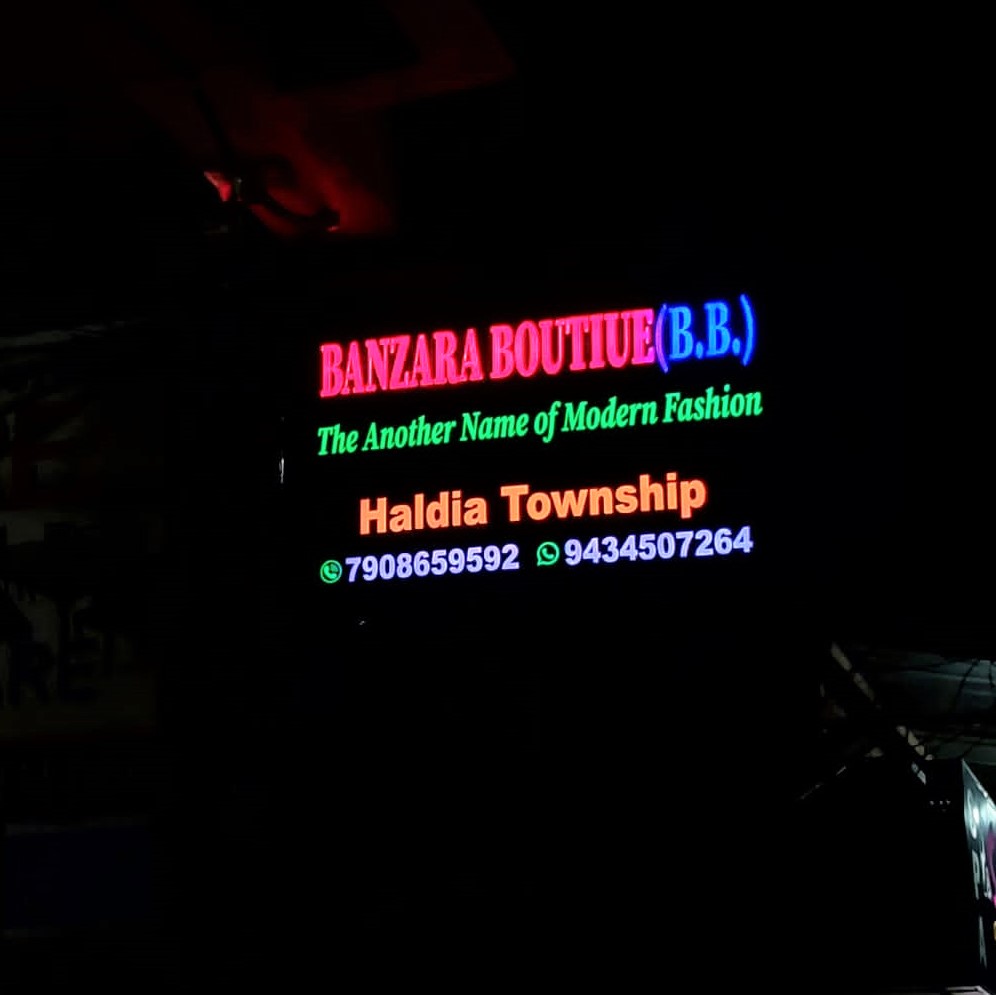 BANZARA BOUTIUE(B.B.)
The Another Name of Modern Fashion
Haldia Township
7908659592 9434507264